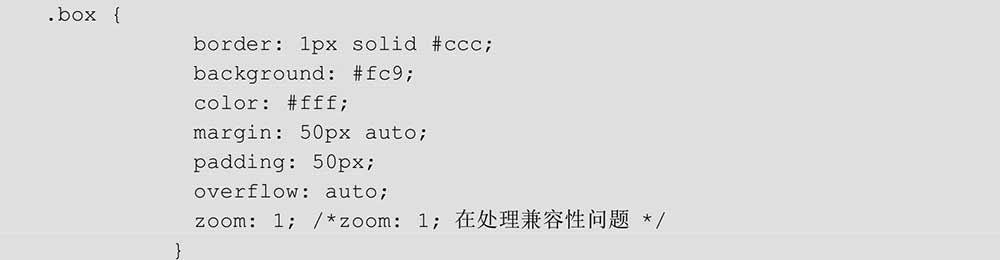 .box {
border: 1px solid #ccc;
background: #fc9;
color: #fff;
margin: 50px auto;
padding: 50px;
overflow: auto;
zoom: 1; /*zoom: 1; 在处理兼容性问题 */
}